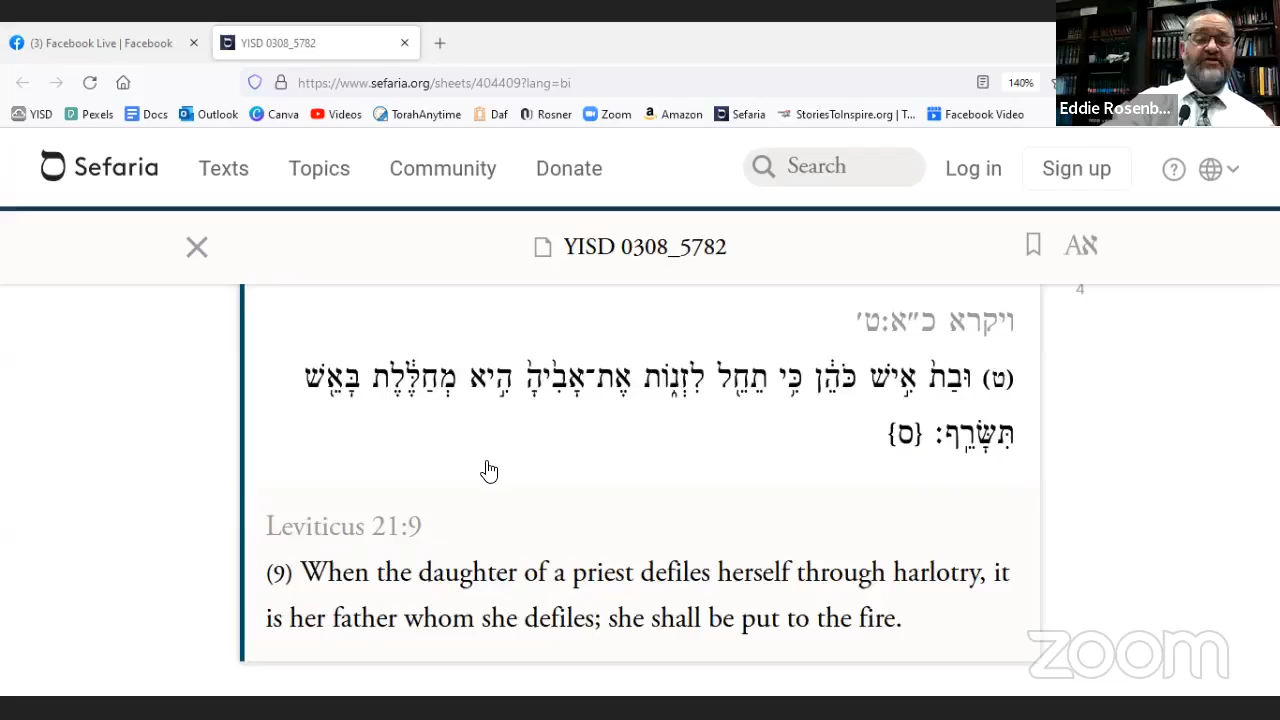 (3) Facebook Live | Facebook
YISD 0308_5782
https://www.sefaria.org/sheets/404409?lang=bi
140%
Eddie Rosenb...
YISD Pexels Docs Outlook Canva Videos TorahAnytime Daf Rosner Zoom Amazon Sefaria StoriesToInspire.org | T... Facebook Video
Sefaria Texts Topics Community Donate Search Log in Sign up
YISD 0308_5782
Aא
4
ויקרא כ״א:ט׳
(ט) וּבַת֙ אִ֣ישׁ כֹּהֵ֔ן כִּ֥י תֵחֵ֖ל לִזְנ֑וֹת אֶת־אָבִ֙יהָ֙ הִ֣יא מְחַלֶּ֔לֶת בָּאֵ֖שׁ
תִּשָּׂרֵֽף׃ {ס}
Leviticus 21:9
(9) When the daughter of a priest defiles herself through harlotry, it
is her father whom she defiles; she shall be put to the fire.
zoom